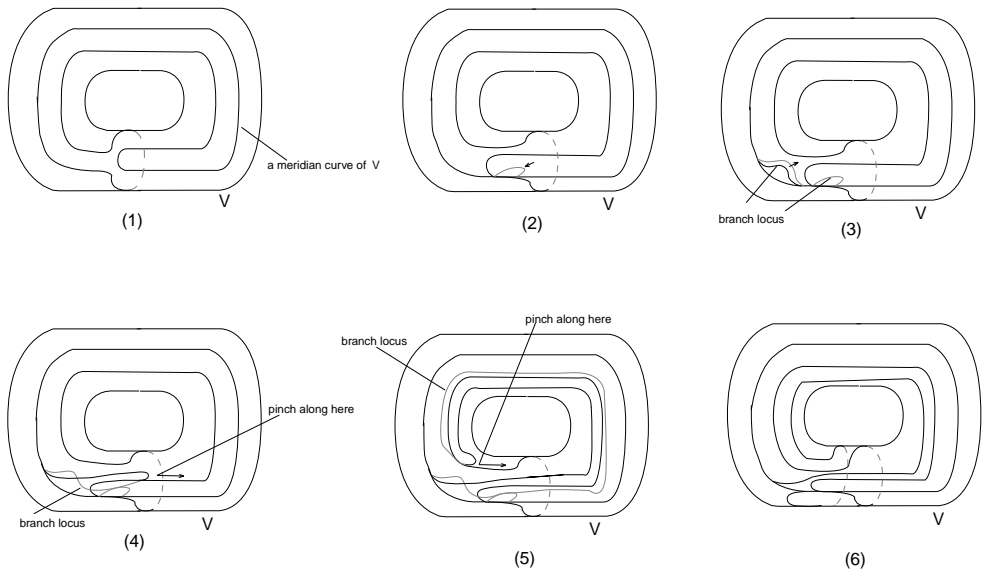 a meridian curve of V
V
(1)
V
(2)
branch locus
V
(3)
pinch along here
branch locus
V
(4)
pinch along here
branch locus
V
(5)
V
(6)